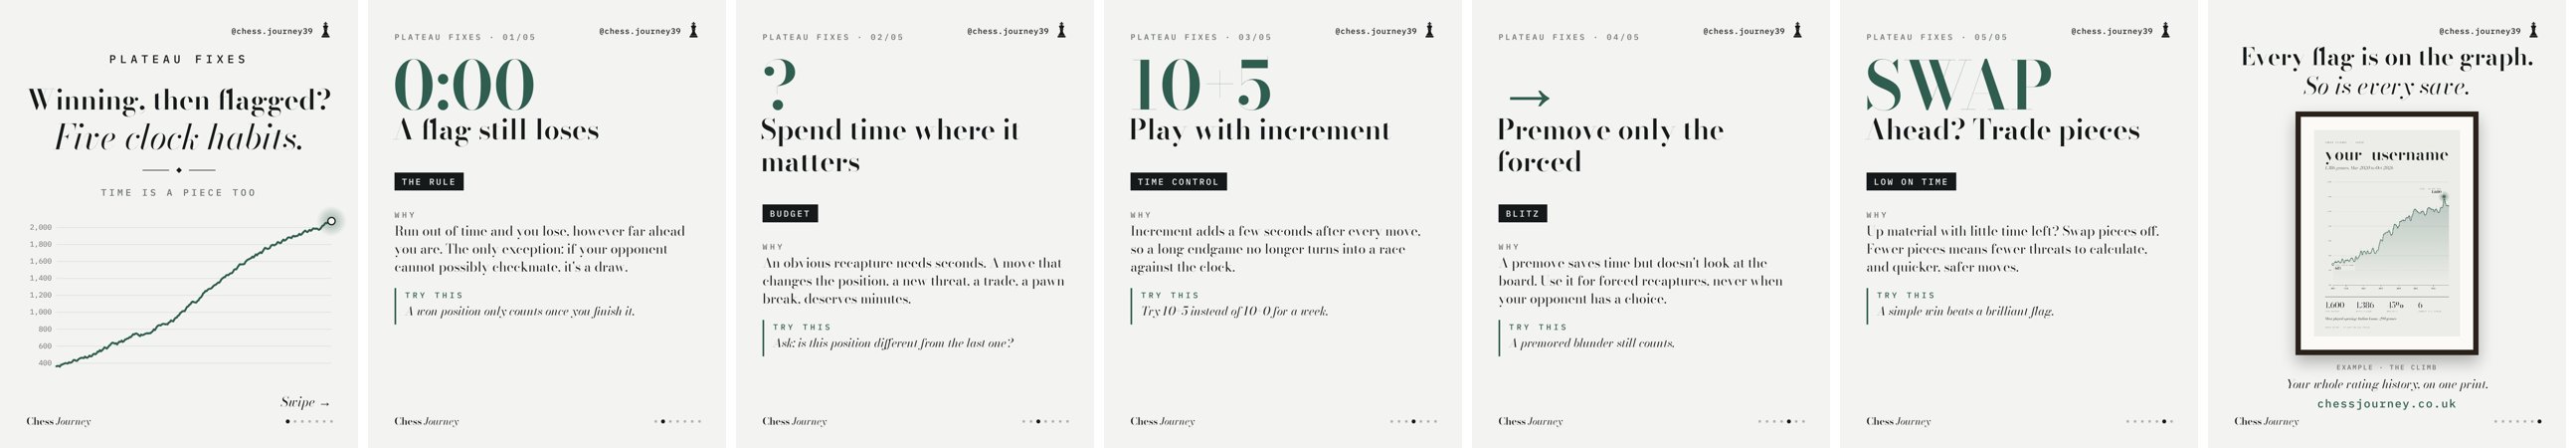 @chess.journey39
PLATEAU FIXES
Winning, then flagged?
Five clock habits.
TIME IS A PIECE TOO
2,000
1,800
1,600
1,400
1,200
1,000
800
600
400
Swipe →
Chess Journey
PLATEAU FIXES · 01/05
@chess.journey39
0:00
A flag still loses
THE RULE
WHY
Run out of time and you lose, however far ahead
you are. The only exception: if your opponent
cannot possibly checkmate, it's a draw.
TRY THIS
A won position only counts once you finish it.
Chess Journey
PLATEAU FIXES · 02/05
@chess.journey39
?
Spend time where it
matters
BUDGET
WHY
An obvious recapture needs seconds. A move that
changes the position, a new threat, a trade, a pawn
break, deserves minutes.
TRY THIS
Ask: is this position different from the last one?
Chess Journey
PLATEAU FIXES · 03/05
@chess.journey39
10+5
Play with increment
TIME CONTROL
WHY
Increment adds a few seconds after every move,
so a long endgame no longer turns into a race
against the clock.
TRY THIS
Try 10+5 instead of 10+0 for a week.
Chess Journey
PLATEAU FIXES · 04/05
@chess.journey39
→
Premove only the
forced
BLITZ
WHY
A premove saves time but doesn't look at the
board. Use it for forced recaptures, never when
your opponent has a choice.
TRY THIS
A premoved blunder still counts.
Chess Journey
PLATEAU FIXES · 05/05
@chess.journey39
SWAP
Ahead? Trade pieces
LOW ON TIME
WHY
Up material with little time left? Swap pieces off.
Fewer pieces means fewer threats to calculate,
and quicker, safer moves.
TRY THIS
A simple win beats a brilliant flag.
Chess Journey
@chess.journey39
Every flag is on the graph.
So is every save.
your_username
1,600 1,386 45% 6
EXAMPLE · THE CLIMB
Your whole rating history, on one print.
chessjourney.co.uk
Chess Journey